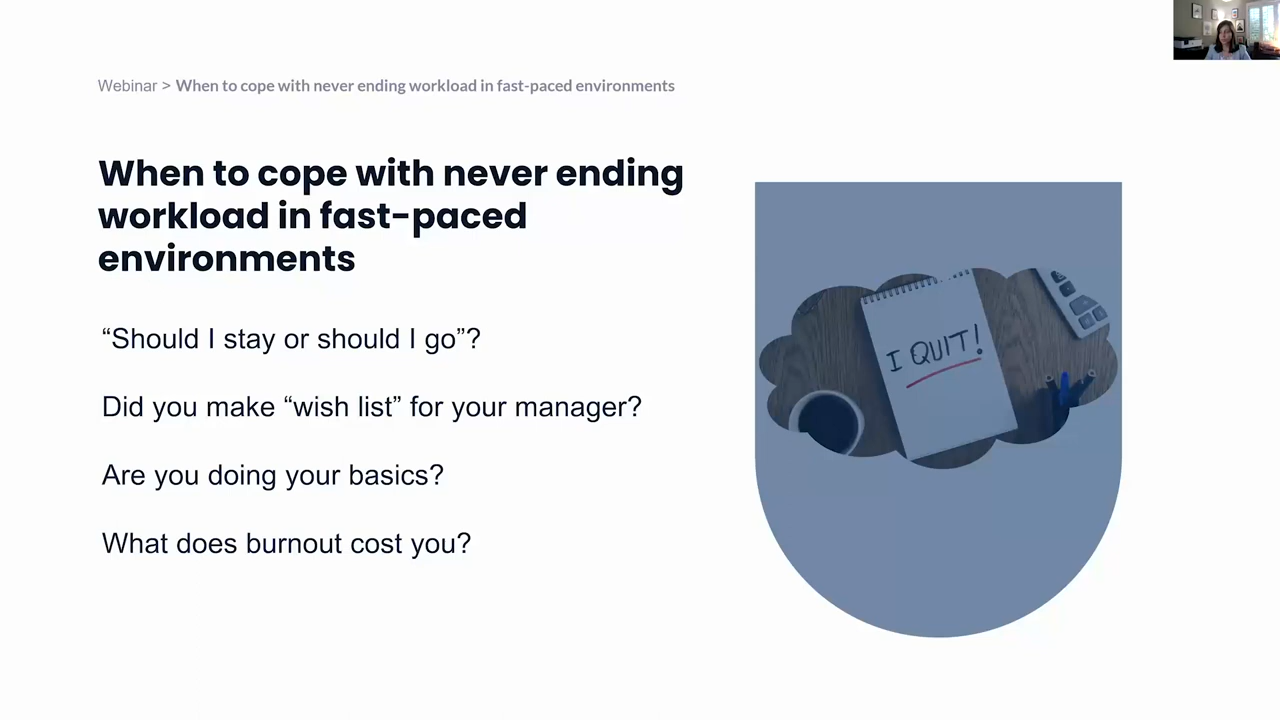 Webinar > When to cope with never ending workload in fast-paced environments
When to cope with never ending
workload in fast-paced
environments
“Should I stay or should I go”?
Did you make “wish list” for your manager?
Are you doing your basics?
What does burnout cost you?
I QUIT!